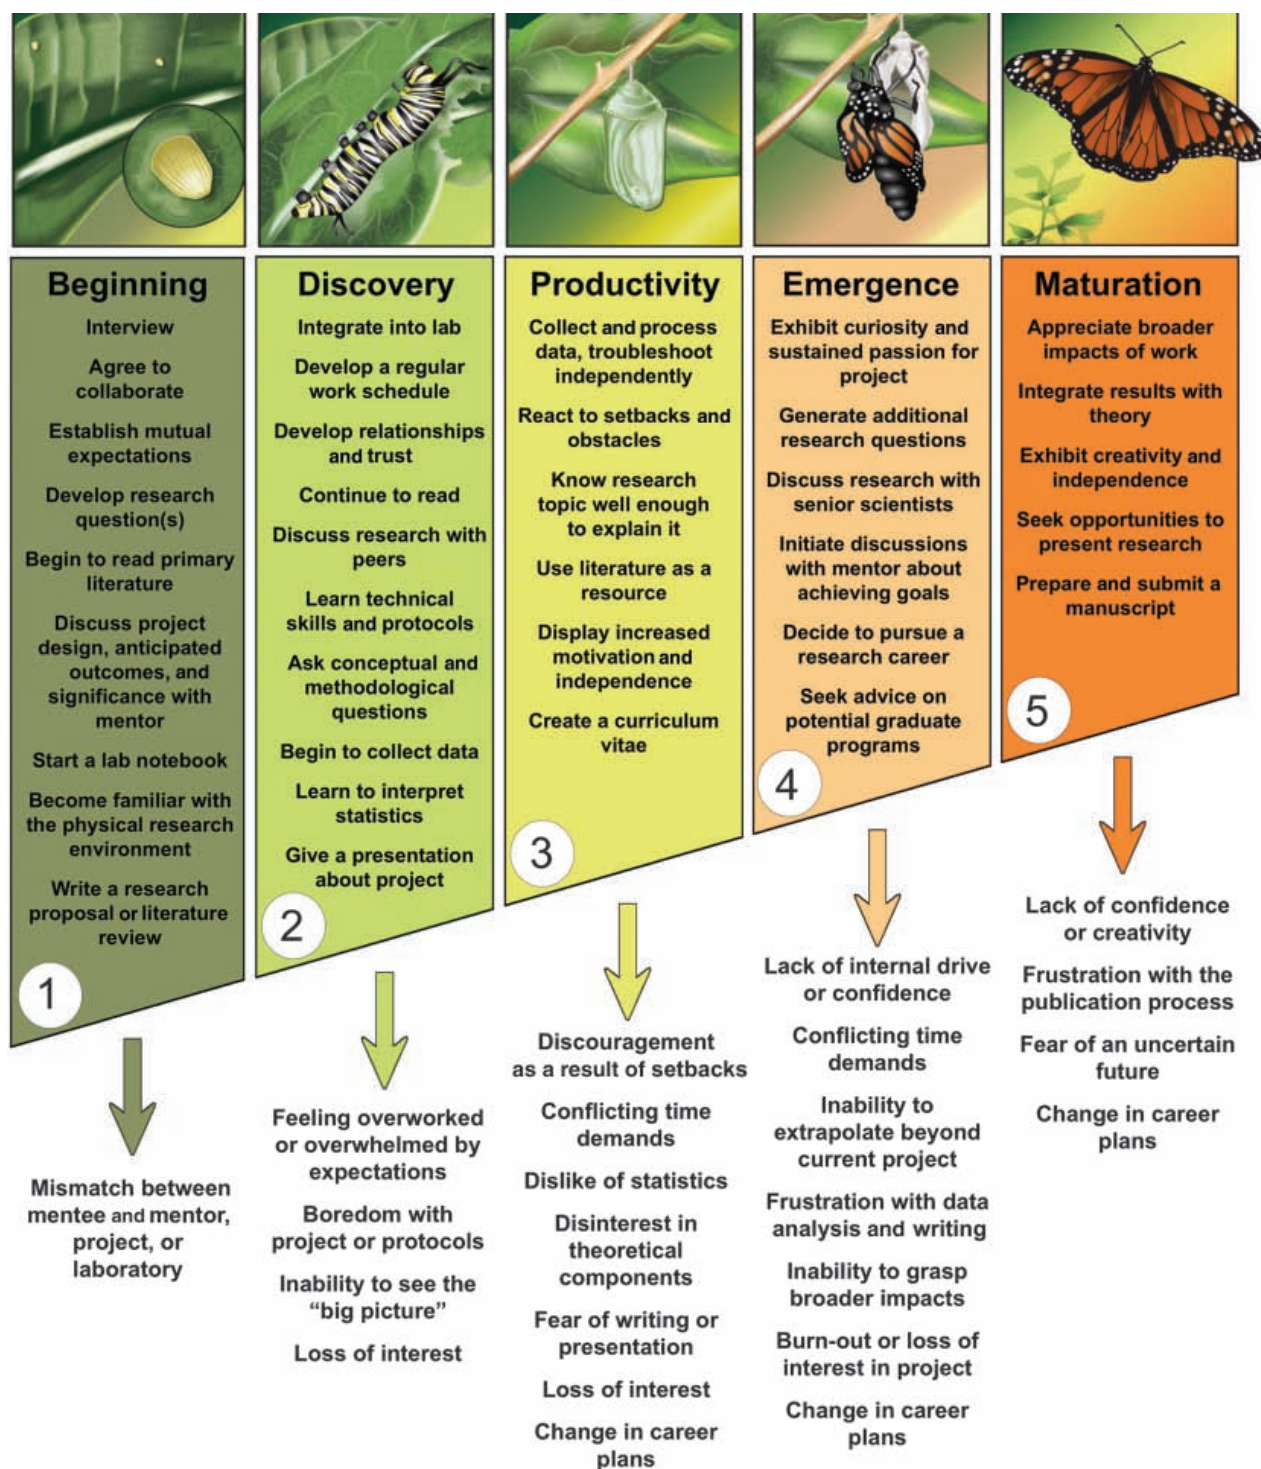 Beginning
Interview
Agree to
collaborate
Establish mutual
expectations
Develop research
question(s)
Begin to read primary
literature
Discuss project
design, anticipated
outcomes, and
significance with
mentor
Start a lab notebook
Become familiar with
the physical research
environment
Write a research
proposal or literature
review
1
Mismatch between
mentee and mentor,
project, or
laboratory
Discovery
Integrate into lab
Develop a regular
work schedule
Develop relationships
and trust
Continue to read
Discuss research with
peers
Learn technical
skills and protocols
Ask conceptual and
methodological
questions
Begin to collect data
Learn to interpret
statistics
Give a presentation
about project
2
Feeling overworked
or overwhelmed by
expectations
Boredom with
project or protocols
Inability to see the
“big picture”
Loss of interest
Productivity
Collect and process
data, troubleshoot
independently
React to setbacks and
obstacles
Know research
topic well enough
to explain it
Use literature as a
resource
Display increased
motivation and
independence
Create a curriculum
vitae
3
Discouragement
as a result of setbacks
Conflicting time
demands
Dislike of statistics
Disinterest in
theoretical
components
Fear of writing or
presentation
Loss of interest
Change in career
plans
Emergence
Exhibit curiosity and
sustained passion for
project
Generate additional
research questions
Discuss research with
senior scientists
Initiate discussions
with mentor about
achieving goals
Decide to pursue a
research career
Seek advice on
potential graduate
programs
4
Lack of internal drive
or confidence
Conflicting time
demands
Inability to
extrapolate beyond
current project
Frustration with data
analysis and writing
Inability to grasp
broader impacts
Burn-out or loss of
interest in project
Change in career
plans
Maturation
Appreciate broader
impacts of work
Integrate results with
theory
Exhibit creativity and
independence
Seek opportunities to
present research
Prepare and submit a
manuscript
5
Lack of confidence
or creativity
Frustration with the
publication process
Fear of an uncertain
future
Change in career
plans